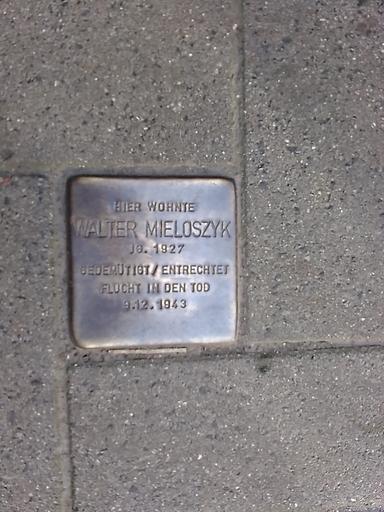 HIER WOHNTE
WALTER MIELOSZYK
JG. 1927
GEDEMÜTIGT/ENTRECHTET
FLUCHT IN DEN TOD
9.12.1943